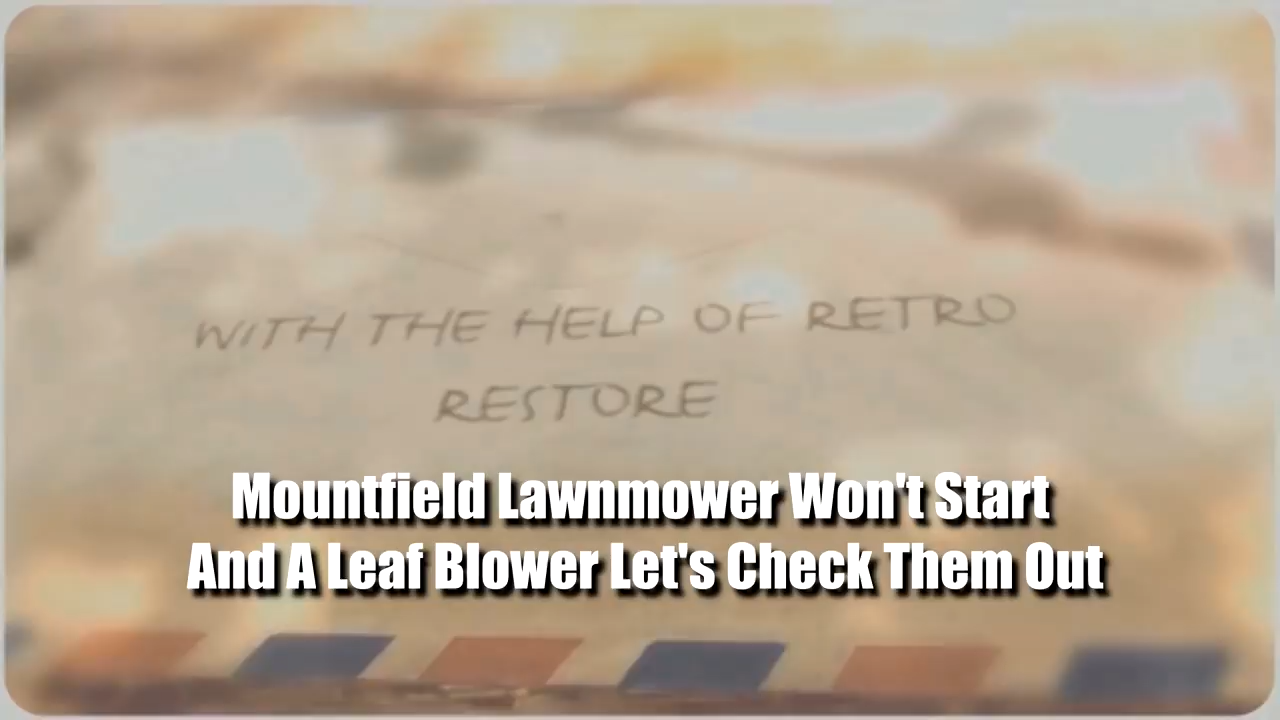 WITH THE HELP OF RETRO
RESTORE
Mountfield Lawnmower Won't Start
And A Leaf Blower Let's Check Them Out